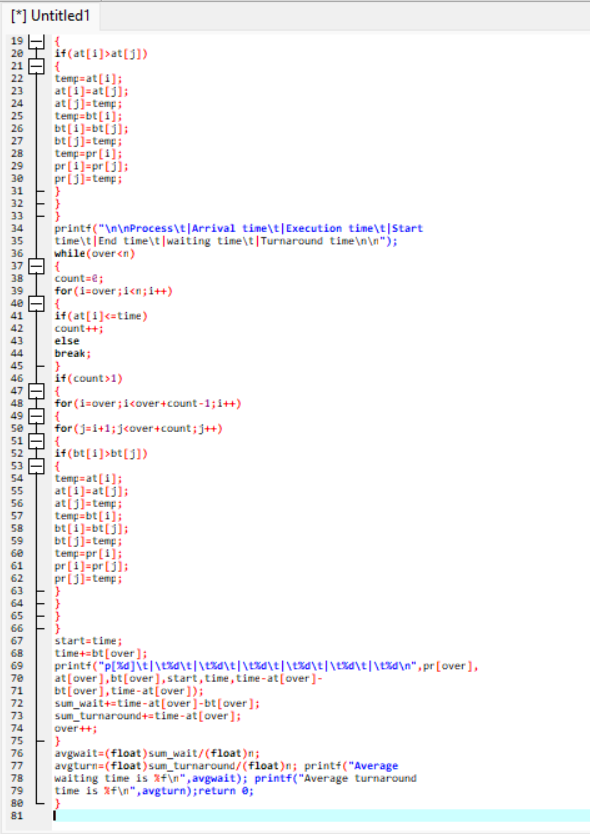 [*] Untitled1
19 {
20 if(at[i]>at[j])
21 {
22 temp=at[i];
23 at[i]=at[j];
24 at[j]=temp;
25 temp=bt[i];
26 bt[i]=bt[j];
27 bt[j]=temp;
28 temp=pr[i];
29 pr[i]=pr[j];
30 pr[j]=temp;
31 }
32 }
33 }
34 printf("\n\nProcess\t|Arrival time\t|Execution time\t|Start
35 time\t|End time\t|waiting time\t|Turnaround time\n\n");
36 while(over<n)
37 {
38 count=0;
39 for(i=over;i<n;i++)
40 {
41 if(at[i]<=time)
42 count++;
43 else
44 break;
45 }
46 if(count>1)
47 {
48 for(i=over;i<over+count-1;i++)
49 {
50 for(j=i+1;j<over+count;j++)
51 {
52 if(bt[i]>bt[j])
53 {
54 temp=at[i];
55 at[i]=at[j];
56 at[j]=temp;
57 temp=bt[i];
58 bt[i]=bt[j];
59 bt[j]=temp;
60 temp=pr[i];
61 pr[i]=pr[j];
62 pr[j]=temp;
63 }
64 }
65 }
66 }
67 start=time;
68 time+=bt[over];
69 printf("p[%d]\t|\t%d\t|\t%d\t|\t%d\t|\t%d\t|\t%d\t|\t%d\n",pr[over],
70 at[over],bt[over],start,time,time-at[over]-
71 bt[over],time-at[over]);
72 sum_wait+=time-at[over]-bt[over];
73 sum_turnaround+=time-at[over];
74 over++;
75 }
76 avgwait=(float)sum_wait/(float)n;
77 avgturn=(float)sum_turnaround/(float)n; printf("Average
78 waiting time is %f\n",avgwait); printf("Average turnaround
79 time is %f\n",avgturn);return 0;
80 }
81